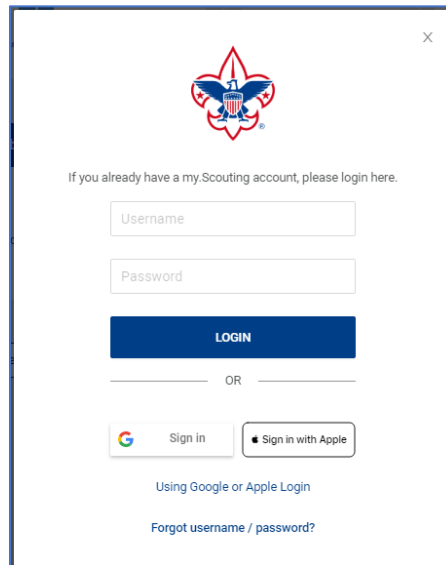 X
If you already have a my.Scouting account, please login here.
Username
Password
LOGIN
OR
Sign in
Sign in with Apple
Using Google or Apple Login
Forgot username / password?